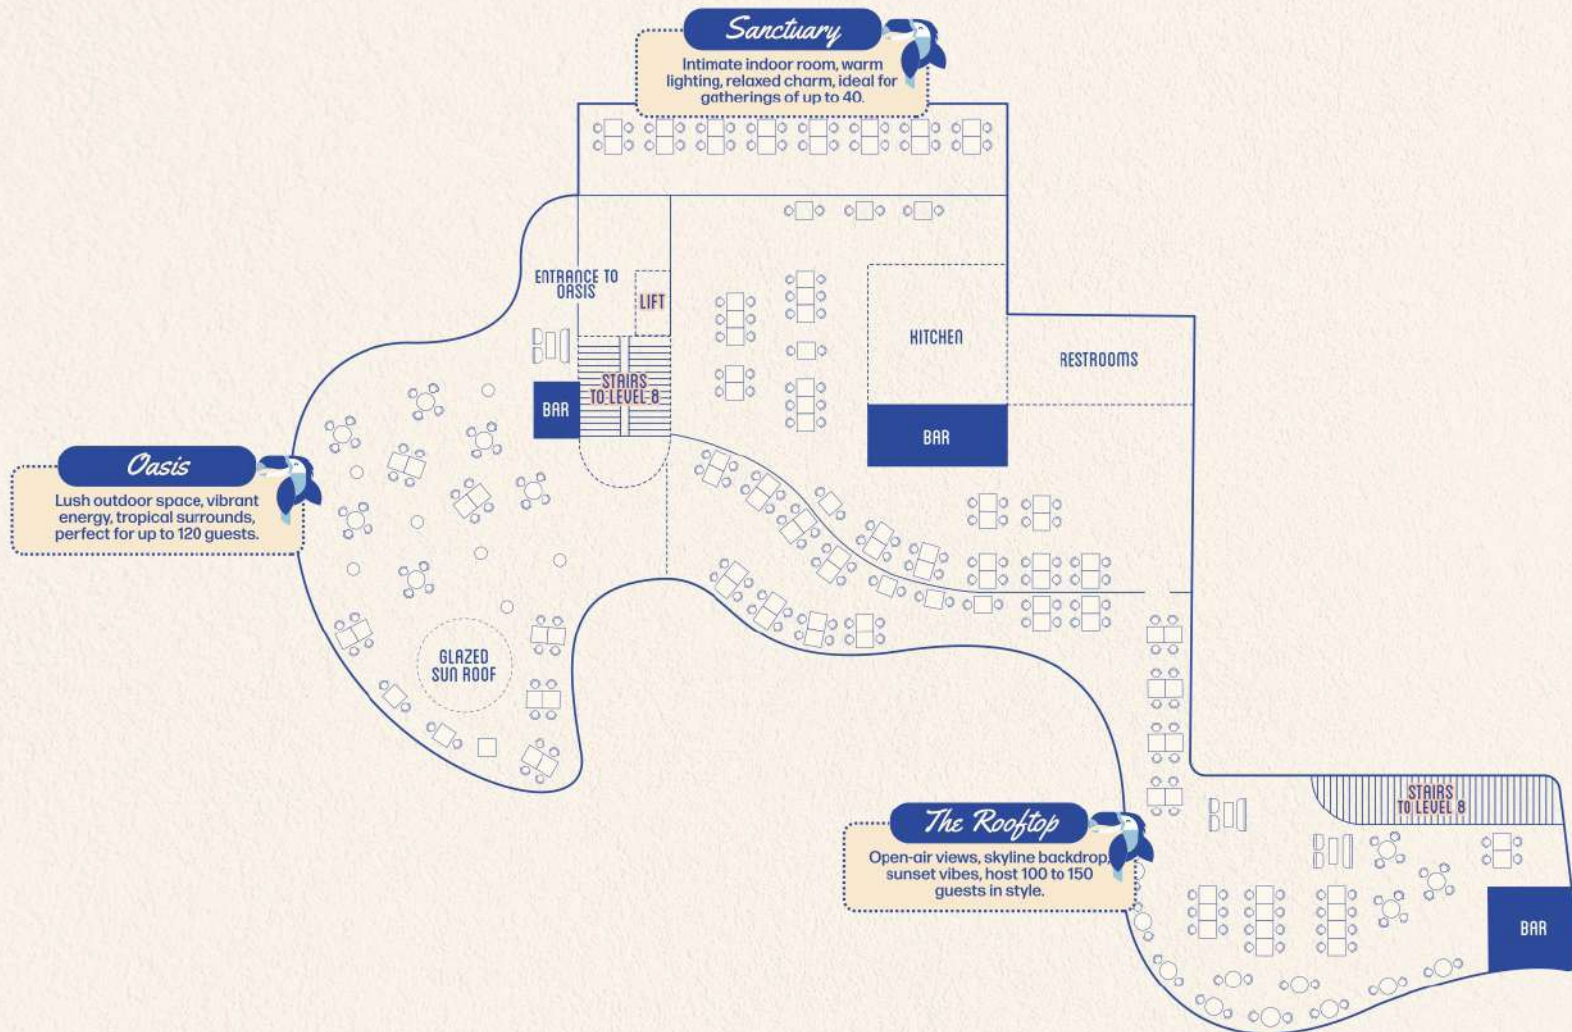 Sanctuary
Intimate indoor room, warm
lighting, relaxed charm, ideal for
gatherings of up to 40.
ENTRANCE TO
OASIS
LIFT
KITCHEN
RESTROOMS
STAIRS
TO LEVEL 8
BAR
BAR
Oasis
Lush outdoor space, vibrant
energy, tropical surrounds,
perfect for up to 120 guests.
GLAZED
SUN ROOF
STAIRS
TO LEVEL 8
The Rooftop
Open-air views, skyline backdrop,
sunset vibes, host 100 to 150
guests in style.
BAR